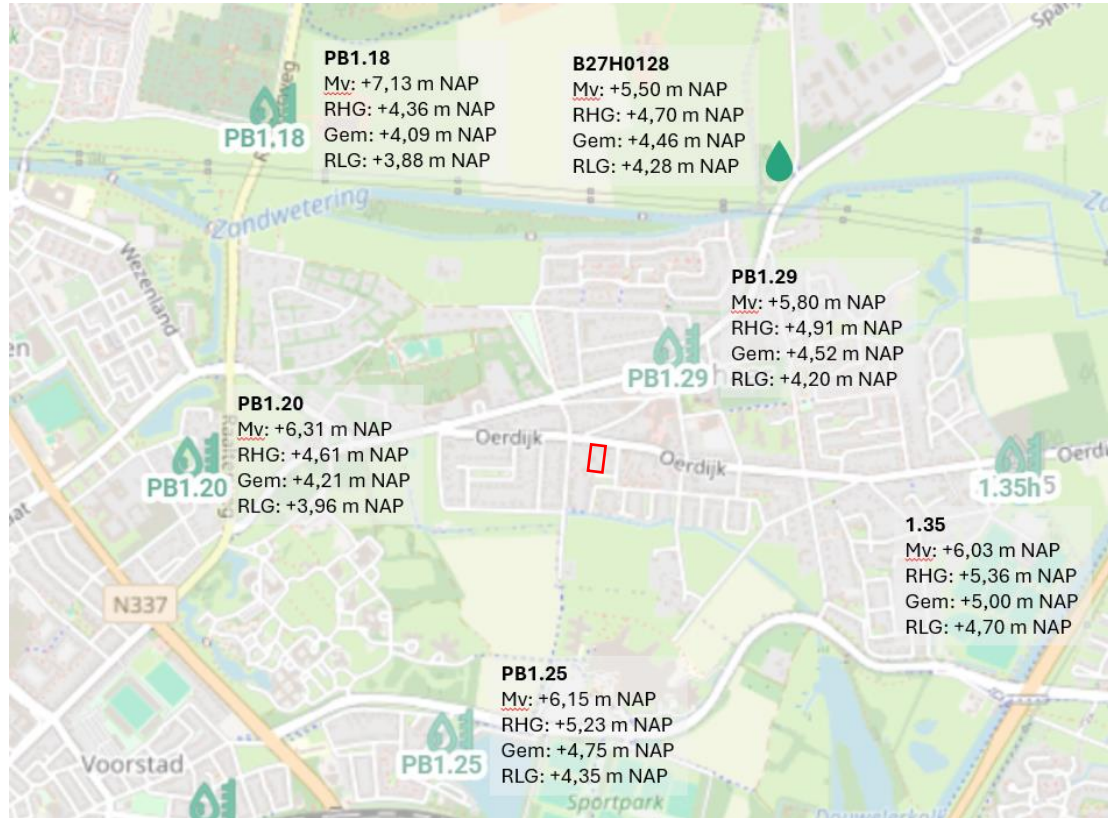 PB1.18
Mv: +7,13 m NAP
RHG: +4,36 m NAP
Gem: +4,09 m NAP
RLG: +3,88 m NAP
B27H0128
Mv: +5,50 m NAP
RHG: +4,70 m NAP
Gem: +4,46 m NAP
RLG: +4,28 m NAP
PB1.18
Zandwetering
Wezenland
PB1.29
Mv: +5,80 m NAP
RHG: +4,91 m NAP
Gem: +4,52 m NAP
RLG: +4,20 m NAP
PB1.29
PB1.20
Mv: +6,31 m NAP
RHG: +4,61 m NAP
Gem: +4,21 m NAP
RLG: +3,96 m NAP
PB1.20
Oerdijk
Oerdijk
Oerd
1.35h
1.35
Mv: +6,03 m NAP
RHG: +5,36 m NAP
Gem: +5,00 m NAP
RLG: +4,70 m NAP
N337
PB1.25
Mv: +6,15 m NAP
RHG: +5,23 m NAP
Gem: +4,75 m NAP
RLG: +4,35 m NAP
PB1.25
Voorstad
Sportpark